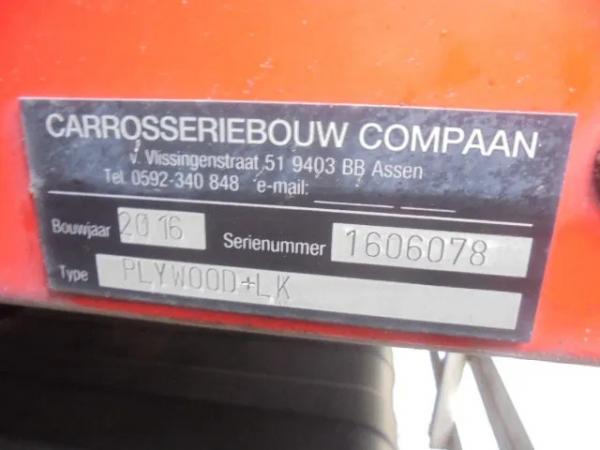 CARROSSERIEBOUW COMPAAN
v. Vlissingenstraat 51 9403 BB Assen
Tel. 0592-340 848 e-mail:
Bouwjaar 2016 Serienummer 1606078
Type PLYWOOD+LK